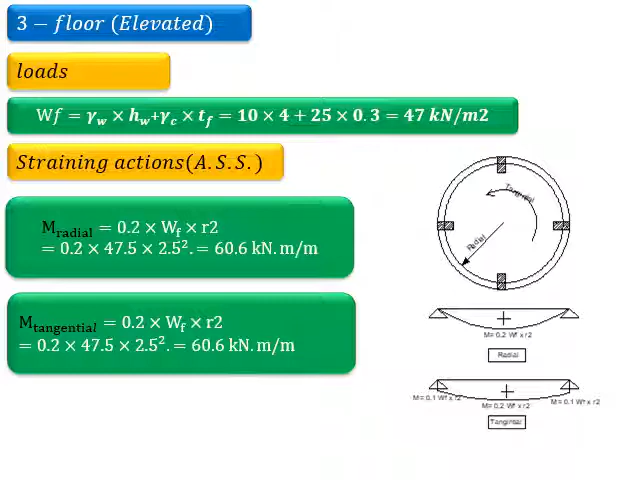 3 − floor (Elevated)
loads
Wf = γw × hw+γc × tf = 10 × 4 + 25 × 0.3 = 47 kN/m2
Straining actions(A.S.S.)
Mradial = 0.2 × Wf × r2
= 0.2 × 47.5 × 2.5². = 60.6 kN.m/m
Mtangential = 0.2 × Wf × r2
= 0.2 × 47.5 × 2.5². = 60.6 kN.m/m
Tangintial
Radial
M= 0.2 Wf x r2
Radial
M= 0.1 Wf x r2
M= 0.2 Wf x r2
M= 0.1 Wf x r2
Tangintial